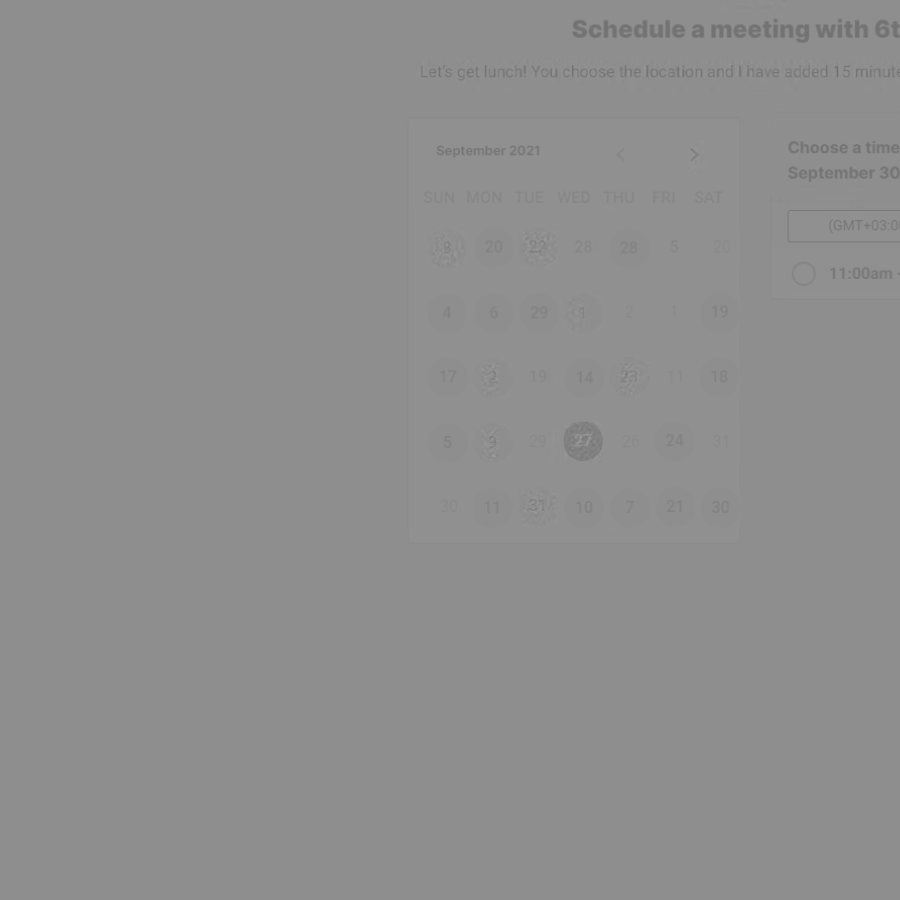 Schedule a meeting with 6t
Let's get lunch! You choose the location and I have added 15 minute
September 2021
SUN MON TUE WED THU FRI SAT
18 20 22 28 28 5 20
4 6 29 1 2 1 19
17 2 19 14 23 11 18
5 9 29 27 26 24 31
30 11 31 10 7 21 30
Choose a time
September 30
(GMT+03:0
11:00am -